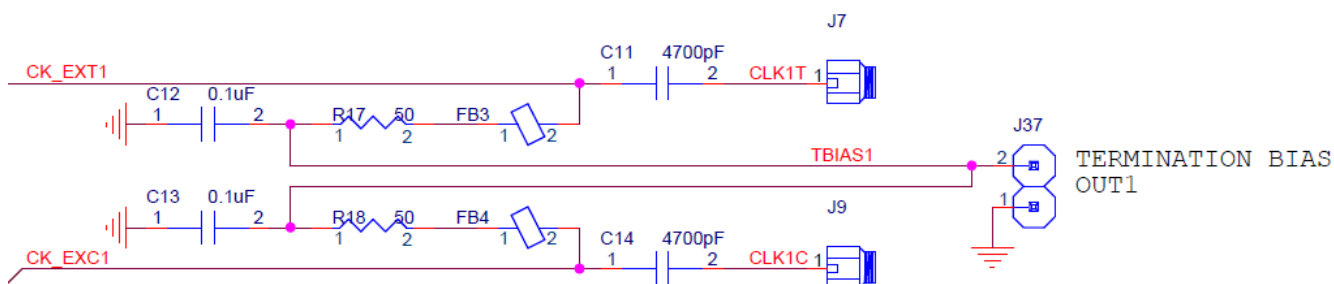 J7
C11 4700pF
CK_EXT1 1 2 CLK1T 1
C12 0.1uF
1 2 R17 50 FB3
1 2 1 2
J37
TBIAS1 2 TERMINATION BIAS
OUT1
C13 0.1uF 1
1 2 R18 50 FB4 J9
1 2 1 2
C14 4700pF
CK_EXC1 1 2 CLK1C 1